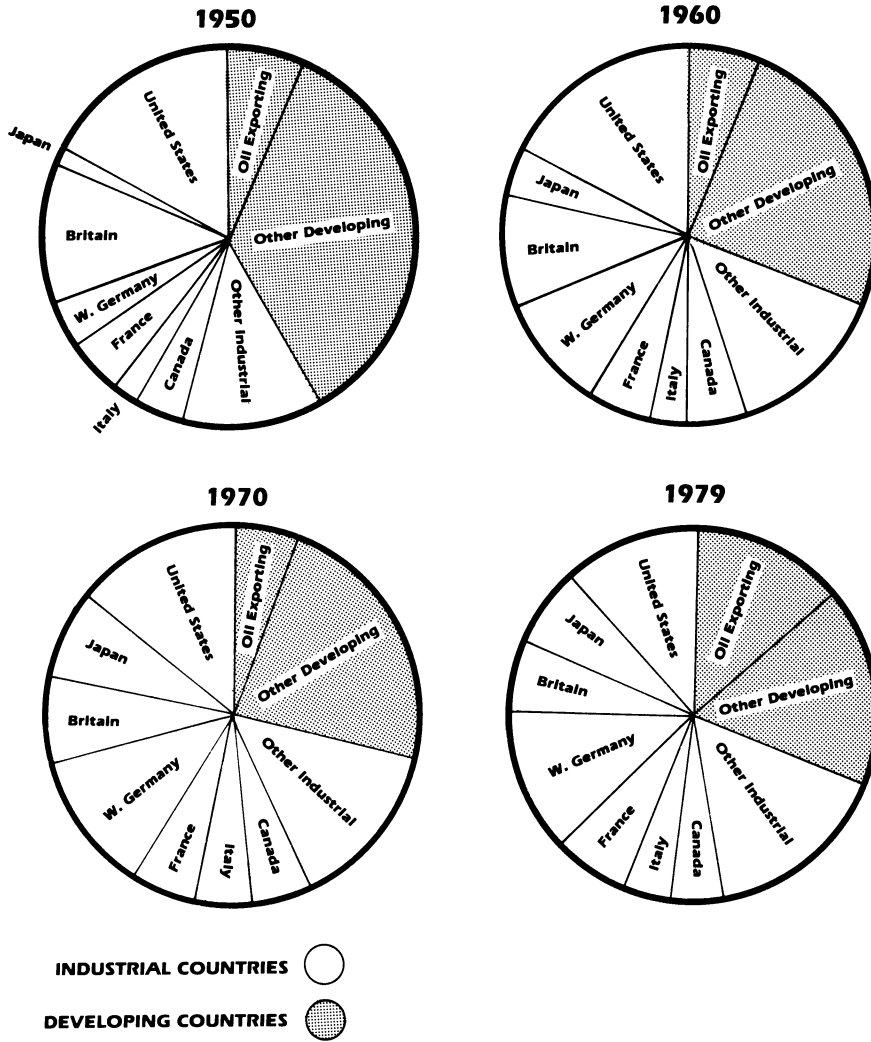 1950
Oil Exporting
Other Developing
Other Industrial
Canada
Italy
France
W. Germany
Britain
Japan
United States
1960
Oil Exporting
Other Developing
Other Industrial
Canada
Italy
France
W. Germany
Britain
Japan
United States
1970
Oil Exporting
Other Developing
Other Industrial
Canada
Italy
France
W. Germany
Britain
Japan
United States
1979
Oil Exporting
Other Developing
Other Industrial
Canada
Italy
France
W. Germany
Britain
Japan
United States
INDUSTRIAL COUNTRIES
DEVELOPING COUNTRIES